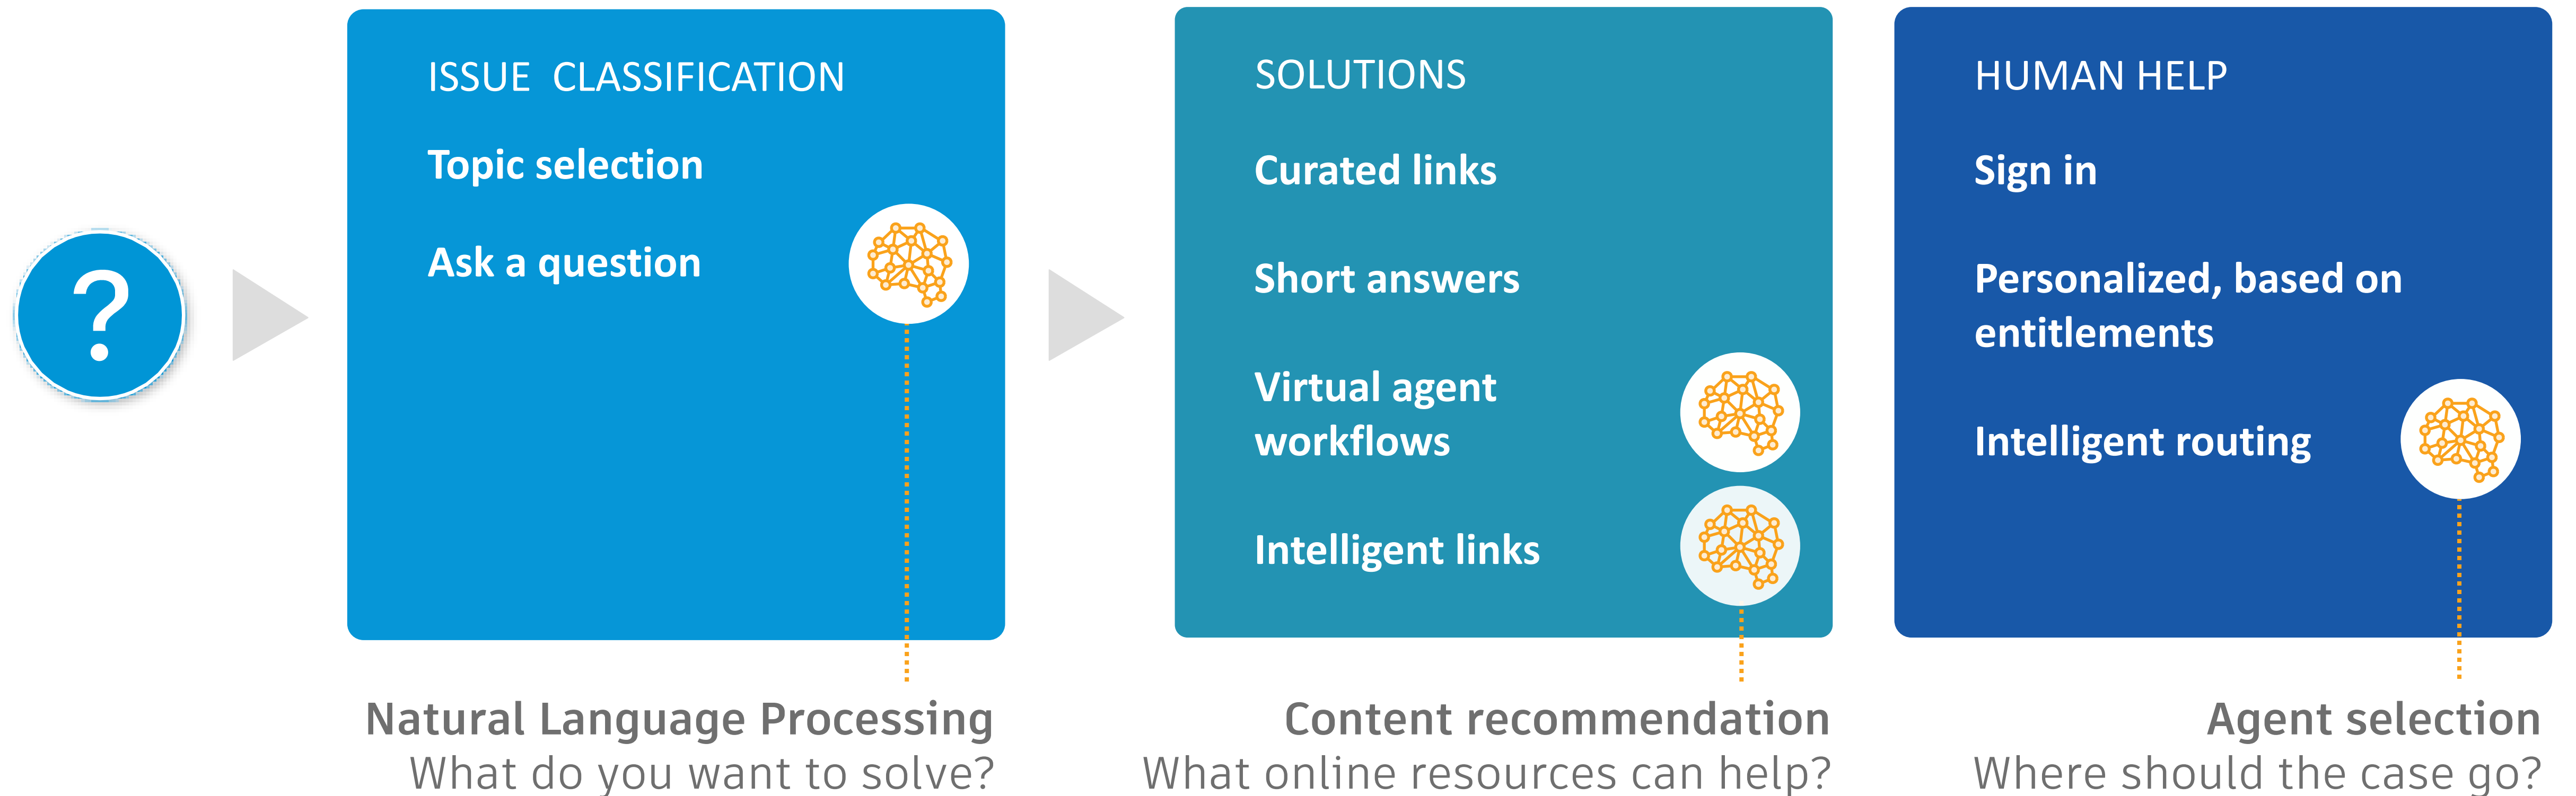 ?
ISSUE CLASSIFICATION
Topic selection
Ask a question
Natural Language Processing
What do you want to solve?
SOLUTIONS
Curated links
Short answers
Virtual agent
workflows
Intelligent links
Content recommendation
What online resources can help?
HUMAN HELP
Sign in
Personalized, based on
entitlements
Intelligent routing
Agent selection
Where should the case go?